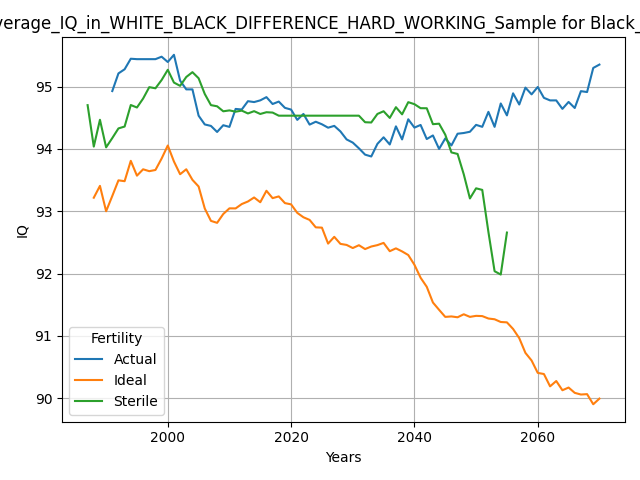 verage_IQ_in_WHITE_BLACK_DIFFERENCE_HARD_WORKING_Sample for Black_
95
94
93
92
91
90
IQ
Fertility
Actual
Ideal
Sterile
2000 2020 2040 2060
Years